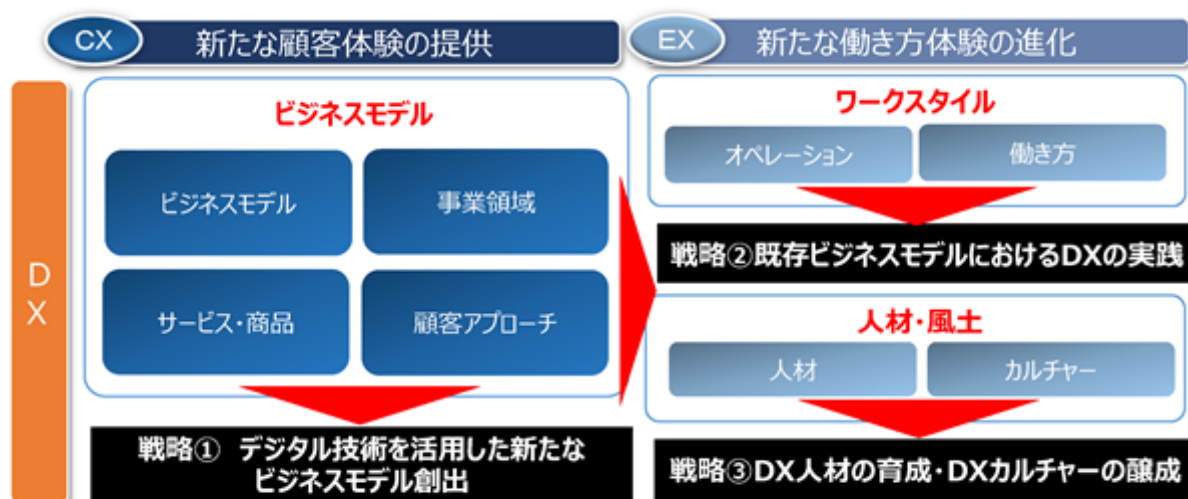 CX 新たな顧客体験の提供
EX 新たな働き方体験の進化
D
X
ビジネスモデル
ビジネスモデル
事業領域
サービス・商品
顧客アプローチ
戦略① デジタル技術を活用した新たな
ビジネスモデル創出
ワークスタイル
オペレーション
働き方
戦略②既存ビジネスモデルにおけるDXの実践
人材・風土
人材
カルチャー
戦略③DX人材の育成・DXカルチャーの醸成